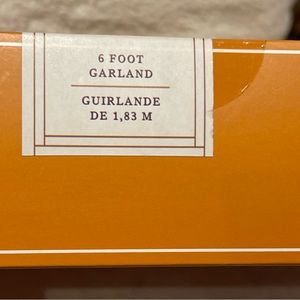 6 FOOT
GARLAND
GUIRLANDE
DE 1,83 M